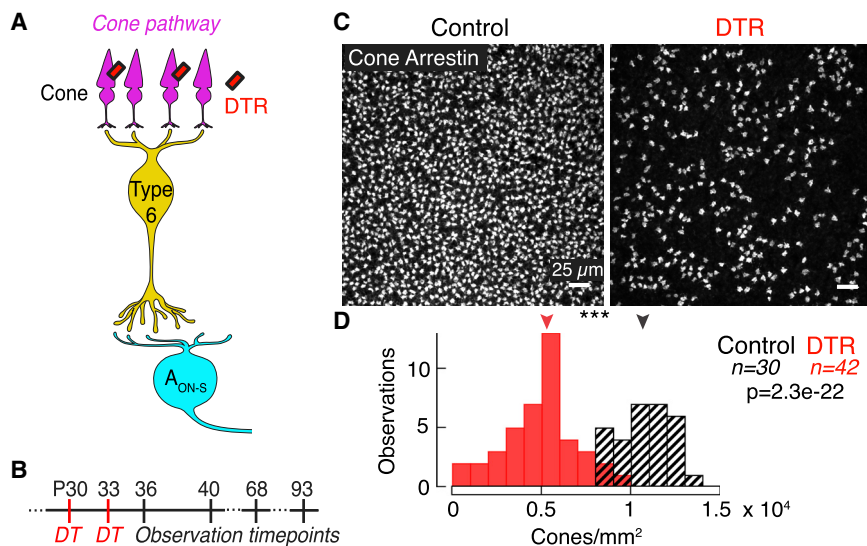 A
Cone pathway
Cone
DTR
Type
6
A ON-S
B
P30 33 36 40 68 93
DT DT Observation timepoints
C
Control DTR
Cone Arrestin
25 µm
D
***
Control DTR
n=30 n=42
p=2.3e-22
Observations
10
5
0
0 0.5 1.0 1.5 x 10⁴
Cones/mm²